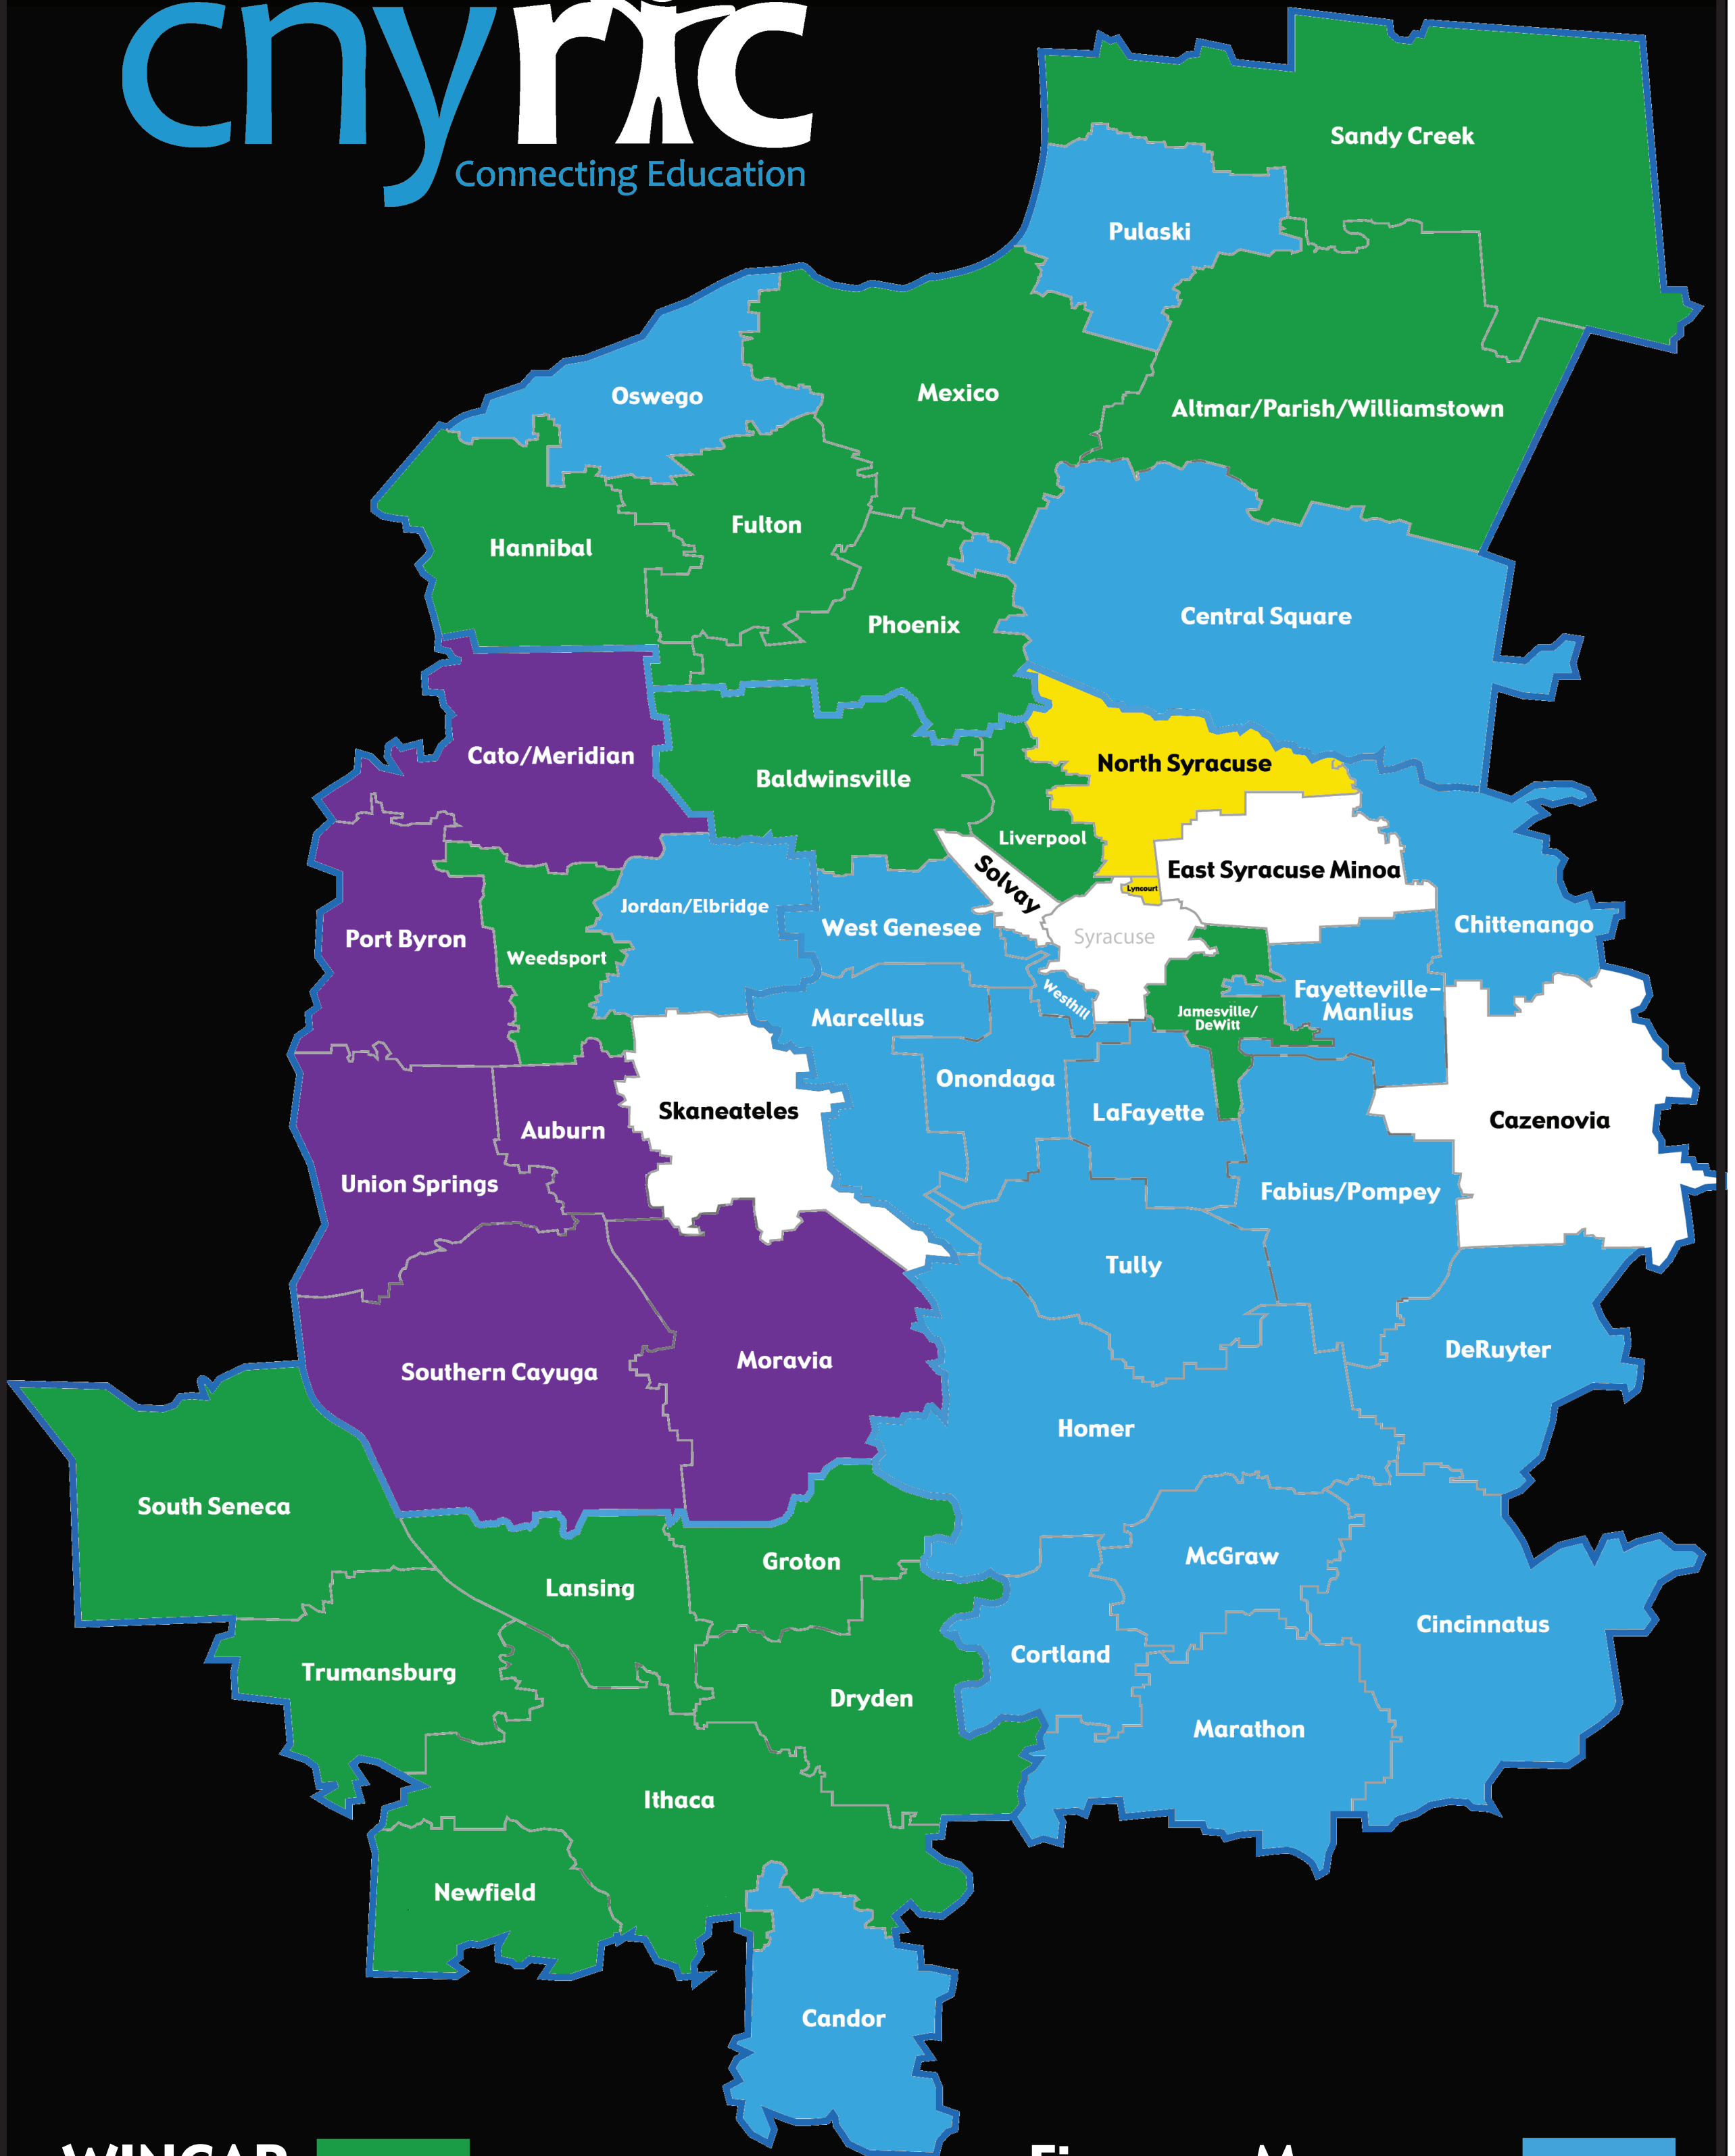 cnyric
Connecting Education
Sandy Creek
Pulaski
Oswego
Mexico
Altmar/Parish/Williamstown
Fulton
Hannibal
Phoenix
Central Square
Cato/Meridian
Baldwinsville
North Syracuse
Liverpool
East Syracuse Minoa
Solvay
Lyncourt
Jordan/Elbridge
West Genesee
Syracuse
Chittenango
Port Byron
Weedsport
Fayetteville-
Manlius
Westhill
Marcellus
Jamesville/
DeWitt
Onondaga
LaFayette
Skaneateles
Cazenovia
Auburn
Union Springs
Fabius/Pompey
Tully
DeRuyter
Moravia
Southern Cayuga
Homer
South Seneca
Groton
McGraw
Lansing
Cincinnatus
Cortland
Trumansburg
Dryden
Marathon
Ithaca
Newfield
Candor
WINCAP